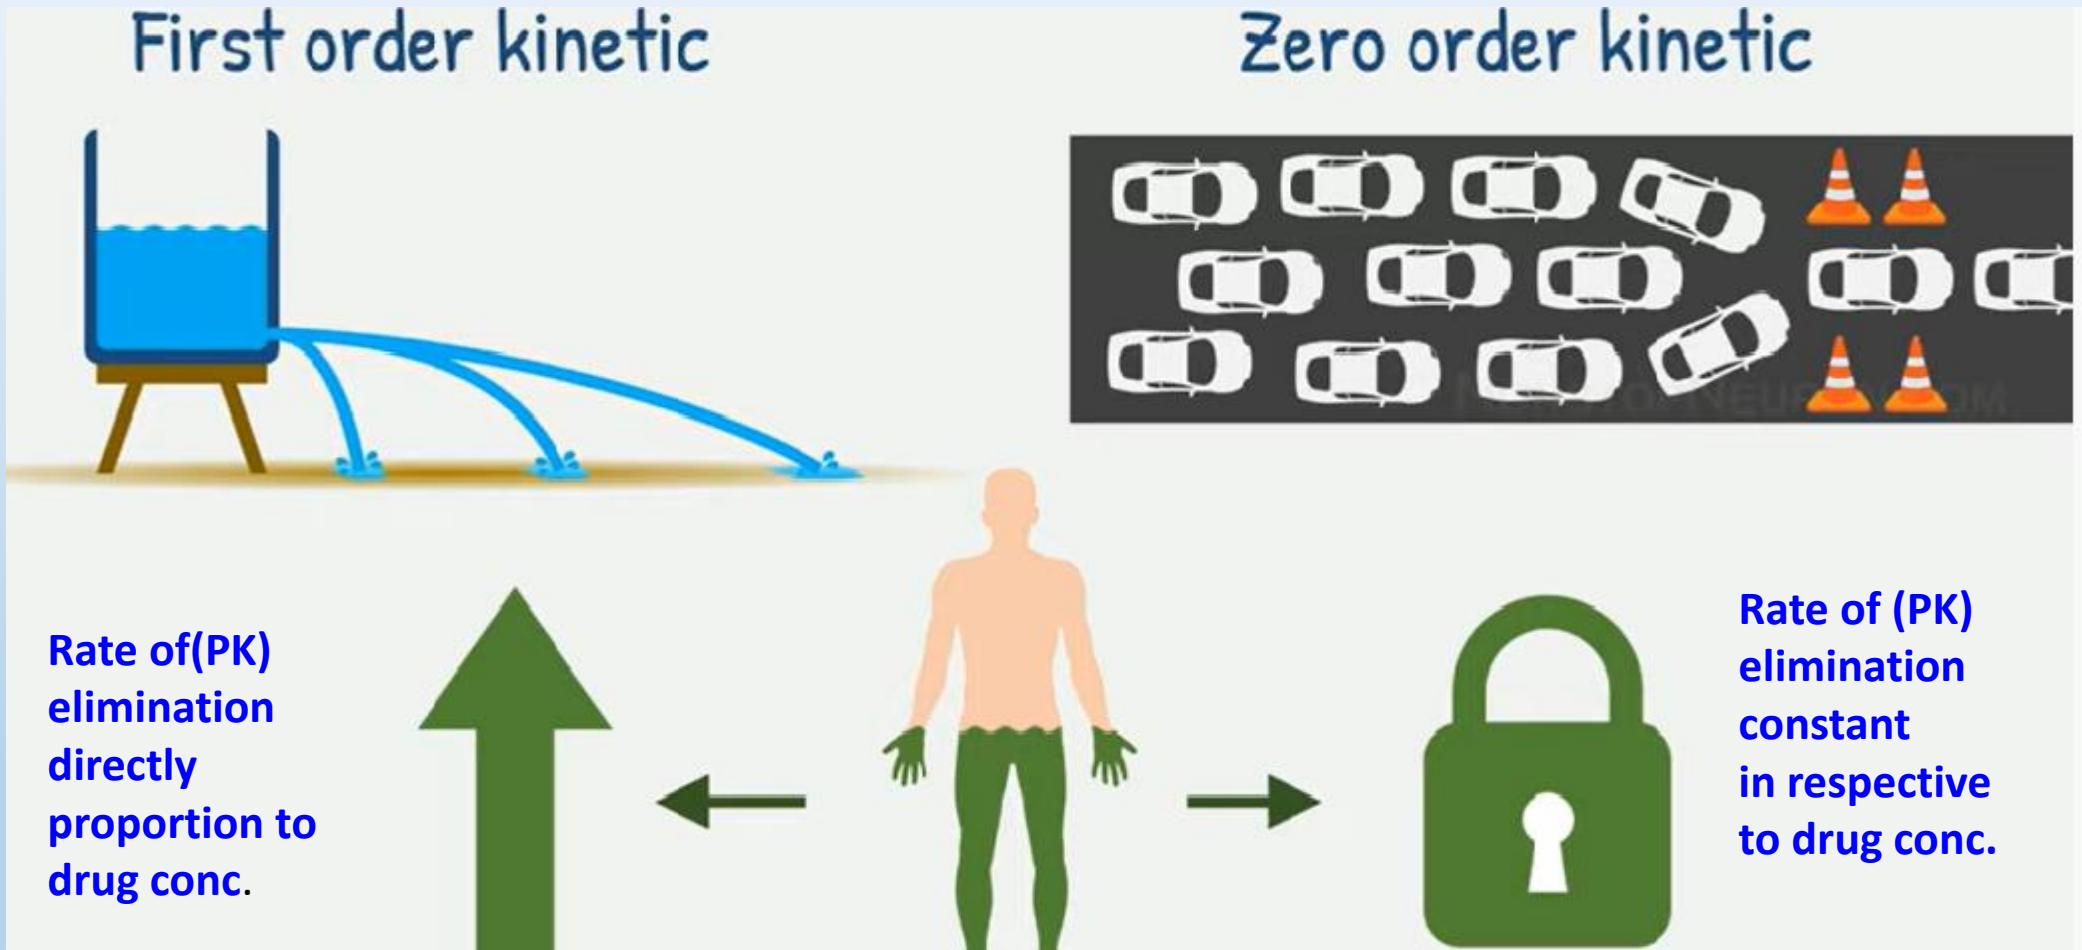 First order kinetic
Zero order kinetic
Rate of(PK)
elimination
directly
proportion to
drug conc.
Rate of (PK)
elimination
constant
in respective
to drug conc.